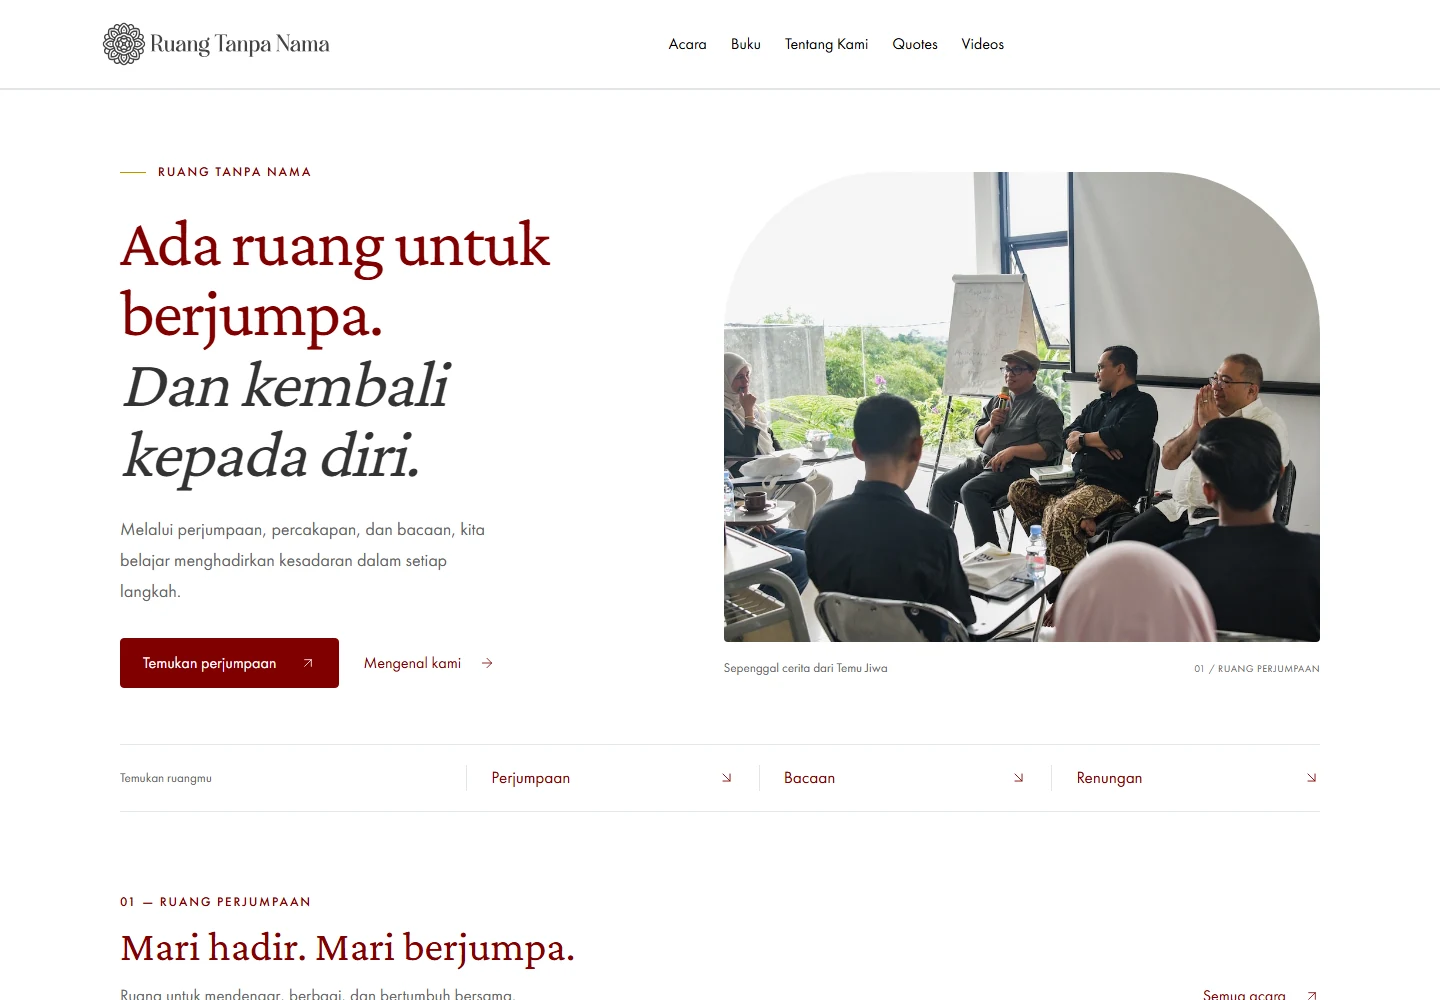 Ruang Tanpa Nama
Acara Buku Tentang Kami Quotes Videos
RUANG TANPA NAMA
Ada ruang untuk
berjumpa.
Dan kembali
kepada diri.
Melalui perjumpaan, percakapan, dan bacaan, kita
belajar menghadirkan kesadaran dalam setiap
langkah.
Temukan perjumpaan
Mengenal kami
Sepenggal cerita dari Temu Jiwa
01 / RUANG PERJUMPAAN
Temukan ruangmu
Perjumpaan
Bacaan
Renungan
01 — RUANG PERJUMPAAN
Mari hadir. Mari berjumpa.
Ruang untuk mendengar, berbagi, dan bertumbuh bersama.
Semua acara